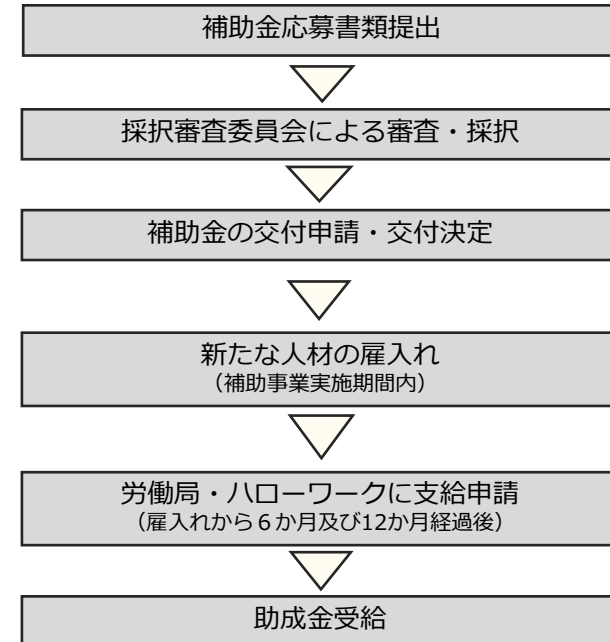 補助金応募書類提出
採択審査委員会による審査・採択
補助金の交付申請・交付決定
新たな人材の雇入れ
（補助事業実施期間内）
労働局・ハローワークに支給申請
（雇入れから６か月及び12か月経過後）
助成金受給